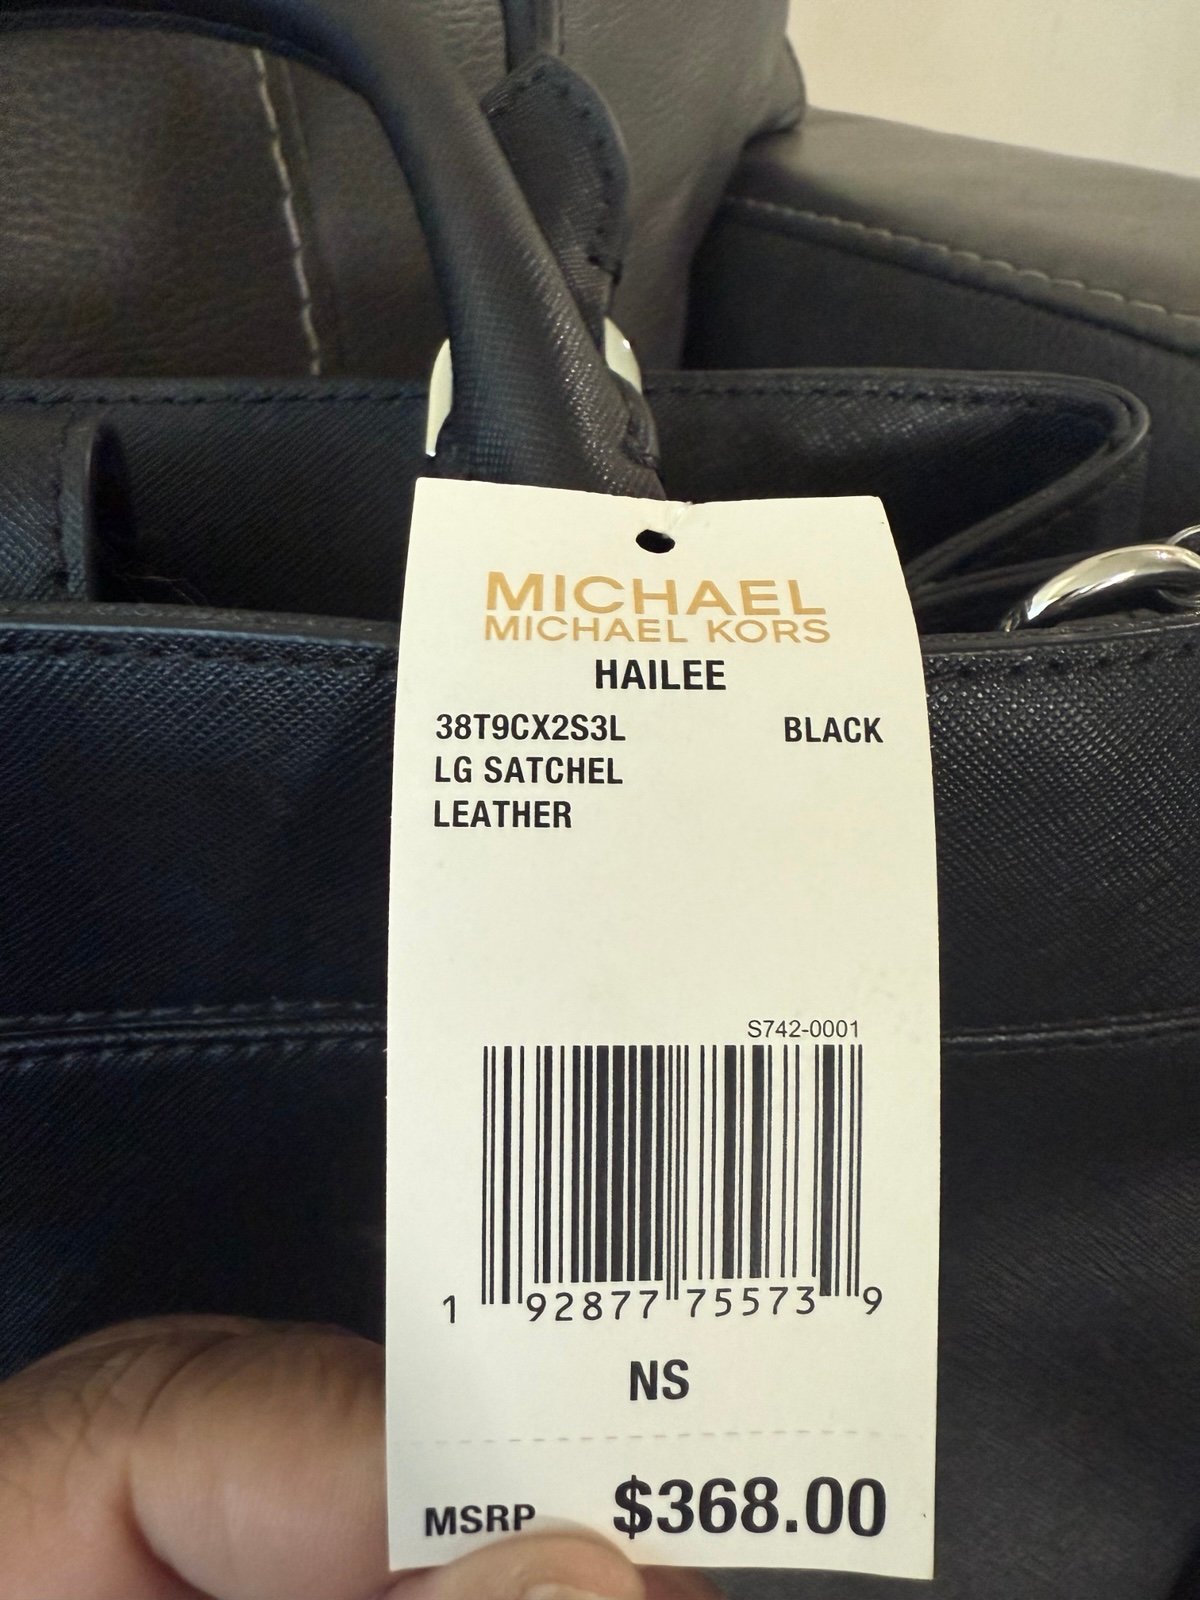 MICHAEL
MICHAEL KORS
HAILEE
38T9CX2S3L BLACK
LG SATCHEL
LEATHER
S742-0001
1 92877 75573 9
NS
MSRP $368.00